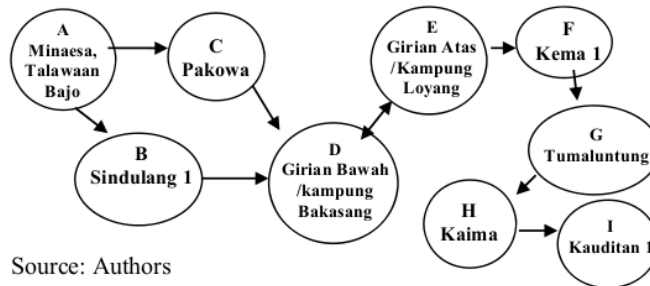 A
Minaesa,
Talawaan
Bajo
C
Pakowa
B
Sindulang 1
D
Girian Bawah
/kampung
Bakasang
E
Girian Atas
/Kampung
Loyang
F
Kema 1
G
Tumaluntung
H
Kaima
I
Kauditan 1
Source: Authors